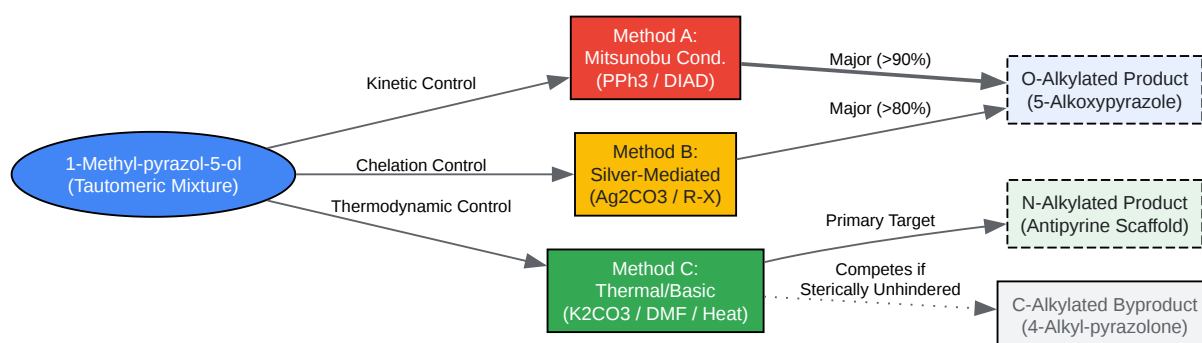 1-Methyl-pyrazol-5-ol
(Tautomeric Mixture)
Kinetic Control
Chelation Control
Thermodynamic Control
Method A:
Mitsunobu Cond.
(PPh3 / DIAD)
Method B:
Silver-Mediated
(Ag2CO3 / R-X)
Method C:
Thermal/Basic
(K2CO3 / DMF / Heat)
Major (>90%)
Major (>80%)
Primary Target
Competes if
Sterically Unhindered
O-Alkylated Product
(5-Alkoxypyrazole)
N-Alkylated Product
(Antipyrine Scaffold)
C-Alkylated Byproduct
(4-Alkyl-pyrazolone)